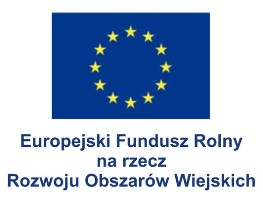 Europejski Fundusz Rolny
na rzecz
Rozwoju Obszarów Wiejskich